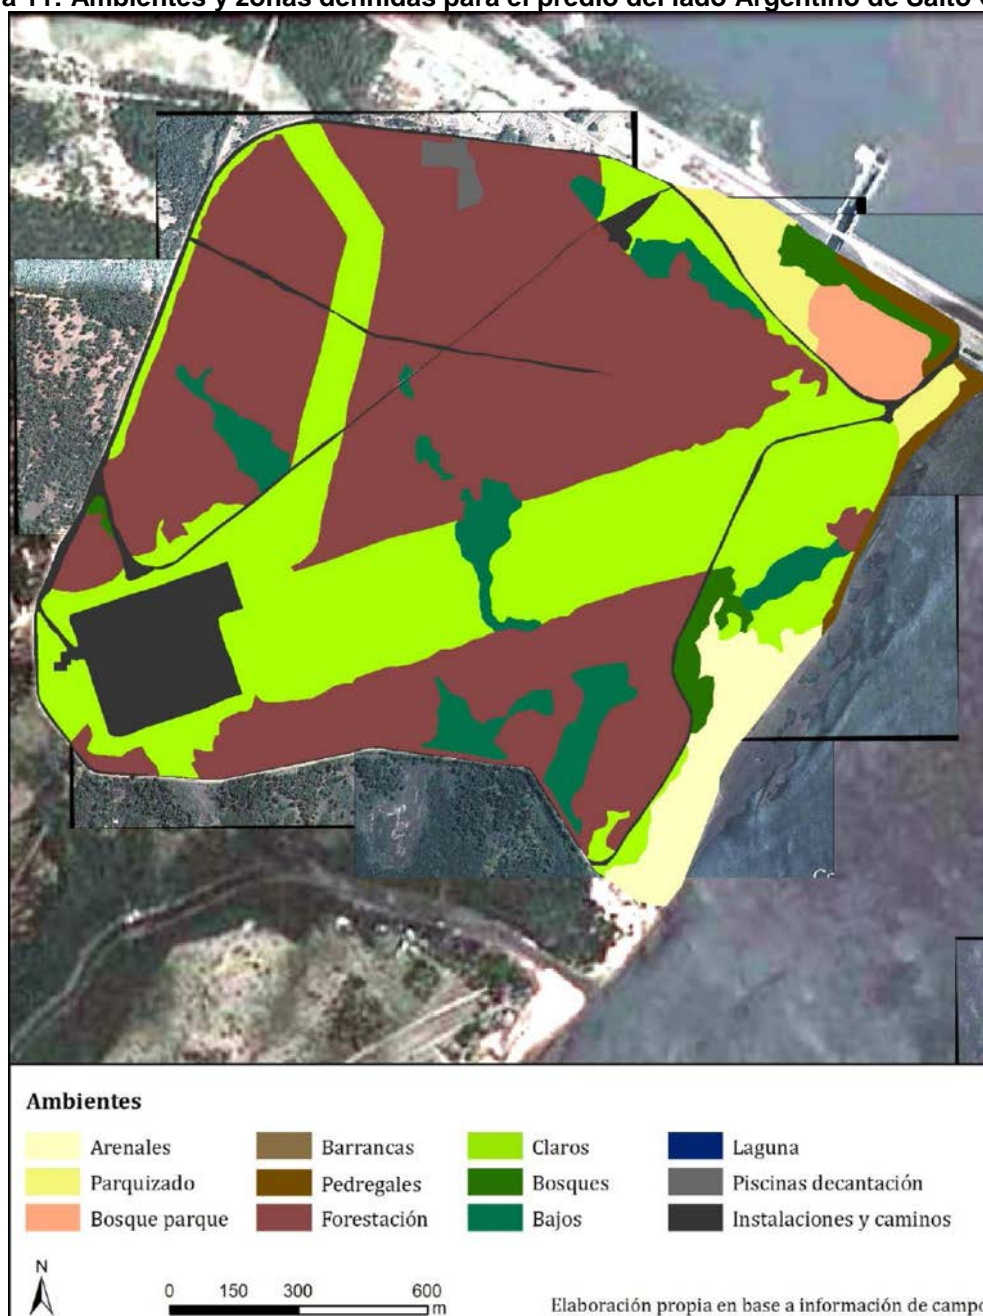 a 11: Ambientes y zonas definidas para el predio del lado Argentino de Salto
Ambientes
Arenales
Parquizado
Bosque parque
Barrancas
Pedregales
Forestación
Claros
Bosques
Bajos
Laguna
Piscinas decantación
Instalaciones y caminos
N
0 150 300 600
m
Elaboración propia en base a información de campo